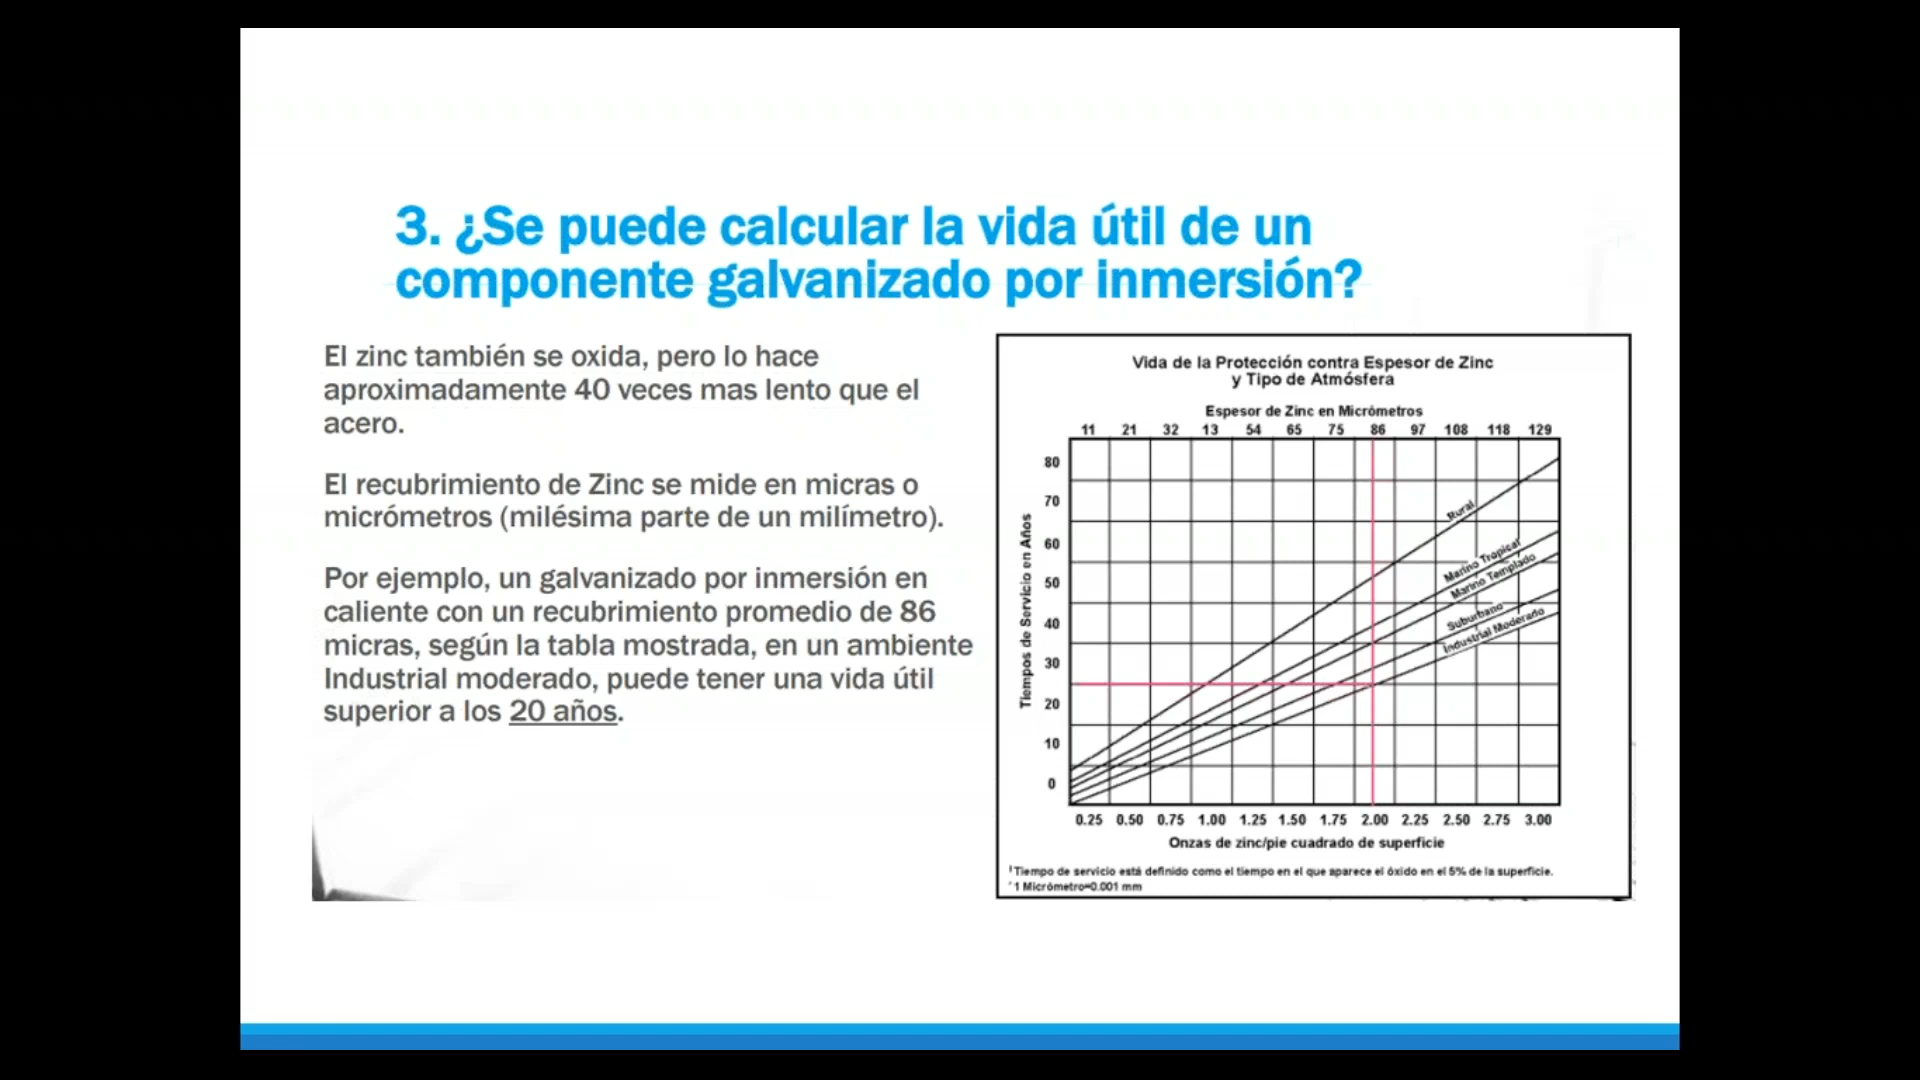 3. ¿Se puede calcular la vida útil de un
componente galvanizado por inmersión?
El zinc también se oxida, pero lo hace
aproximadamente 40 veces mas lento que el
acero.
El recubrimiento de Zinc se mide en micras o
micrómetros (milésima parte de un milímetro).
Por ejemplo, un galvanizado por inmersión en
caliente con un recubrimiento promedio de 86
micras, según la tabla mostrada, en un ambiente
Industrial moderado, puede tener una vida útil
superior a los 20 años.
Vida de la Protección contra Espesor de Zinc
y Tipo de Atmósfera
Espesor de Zinc en Micrómetros
11 21 32 13 54 65 75 86 97 108 118 129
Tiempos de Servicio en Años
80
70
60
50
40
30
20
10
0
Rural
Marino Tropical
Marino Templado
Suburbano
Industrial Moderado
0.25 0.50 0.75 1.00 1.25 1.50 1.75 2.00 2.25 2.50 2.75 3.00
Onzas de zinc/pie cuadrado de superficie
¹Tiempo de servicio está definido como el tiempo en el que aparece el óxido en el 5% de la superficie.
1 Micrómetro=0.001 mm